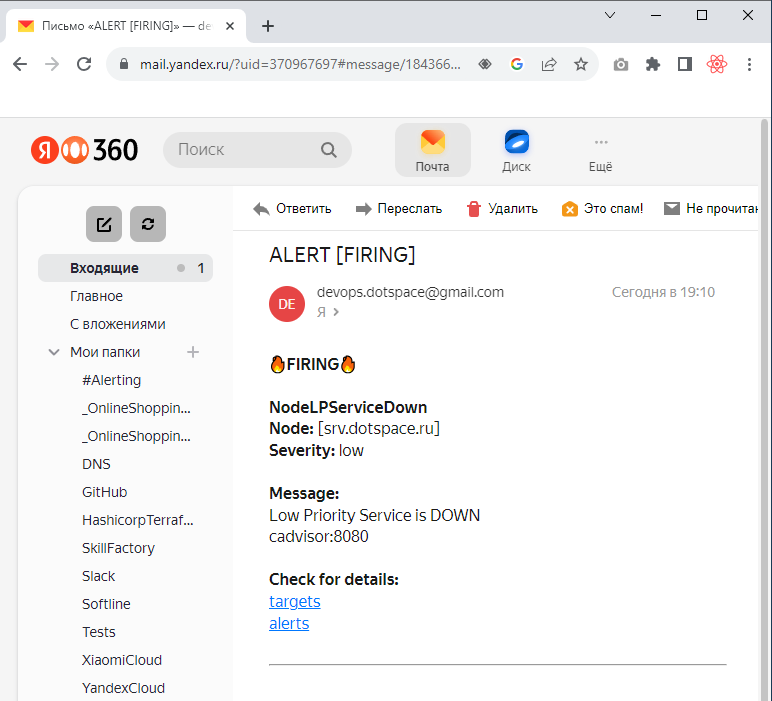 Письмо «ALERT [FIRING]» — de
mail.yandex.ru/?uid=370967697#message/184366...
Я 360
Поиск
Почта
Диск
Ещё
Ответить
Переслать
Удалить
Это спам!
Не прочитан
Входящие 1
Главное
С вложениями
Мои папки
#Alerting
_OnlineShoppin...
_OnlineShoppin...
DNS
GitHub
HashicorpTerraf...
SkillFactory
Slack
Softline
Tests
XiaomiCloud
YandexCloud
ALERT [FIRING]
DE
devops.dotspace@gmail.com
Сегодня в 19:10
Я
🔥FIRING🔥
NodeLPServiceDown
Node: [srv.dotspace.ru]
Severity: low
Message:
Low Priority Service is DOWN
cadvisor:8080
Check for details:
targets
alerts